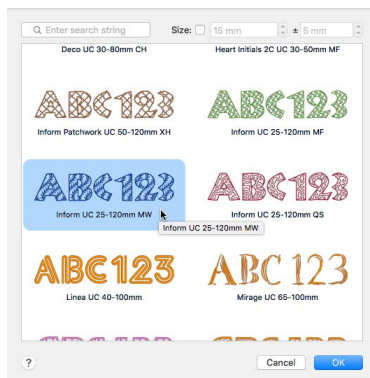 Enter search string Size: 15 mm ± 5 mm
Deco UC 30-80mm CH Heart Initials 2C UC 30-50mm MF
ABC123 ABC123
Inform Patchwork UC 50-120mm XH Inform UC 25-120mm MF
ABC123 ABC123
Inform UC 25-120mm MW Inform UC 25-120mm QS
Inform UC 25-120mm MW
ABC123 ABC 123
Linea UC 40-100mm Mirage UC 65-100mm
? Cancel OK